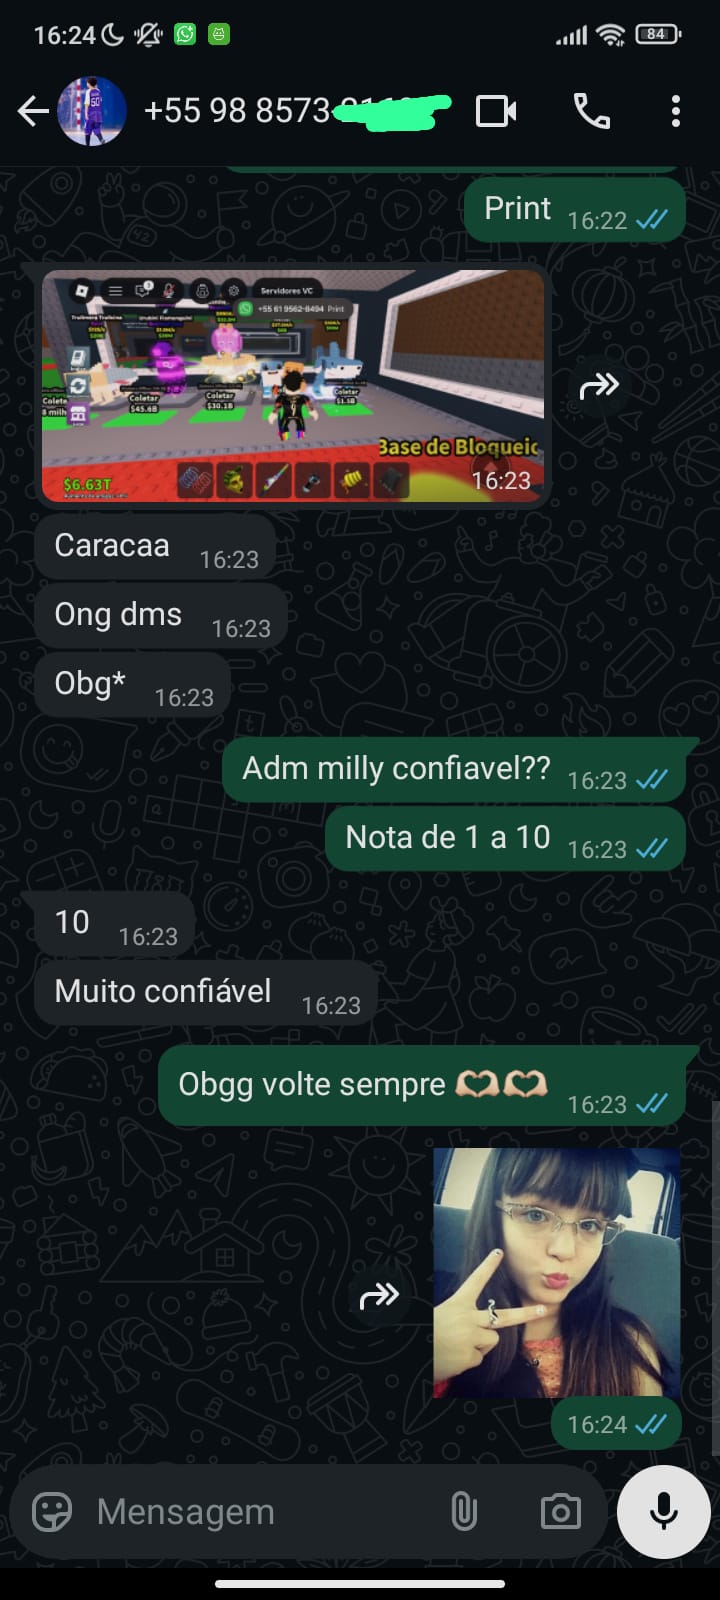 16:24
84
+55 98 8573-
Print 16:22
Servidores VC
+55 61 9562-8494 Print
Coletar
$45.6B
Coletar
$30.1B
Coletar
$1.5B
8 milh
Base de Bloqueio
$6.63T
16:23
Caracaa 16:23
Ong dms 16:23
Obg* 16:23
Adm milly confiavel?? 16:23
Nota de 1 a 10 16:23
10 16:23
Muito confiável 16:23
Obgg volte sempre 🫶🏻🫶🏻 16:23
16:24
Mensagem